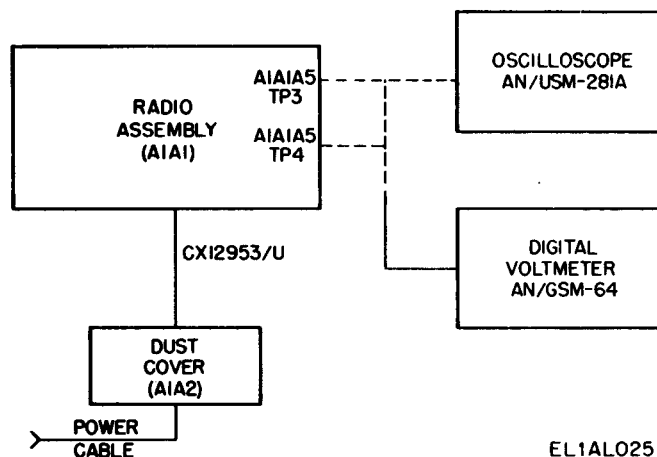 RADIO
ASSEMBLY
(A1A1)
A1A1A5
TP3
A1A1A5
TP4
OSCILLOSCOPE
AN/USM-281A
DIGITAL
VOLTMETER
AN/GSM-64
CX12953/U
DUST
COVER
(A1A2)
POWER
CABLE
EL1AL025